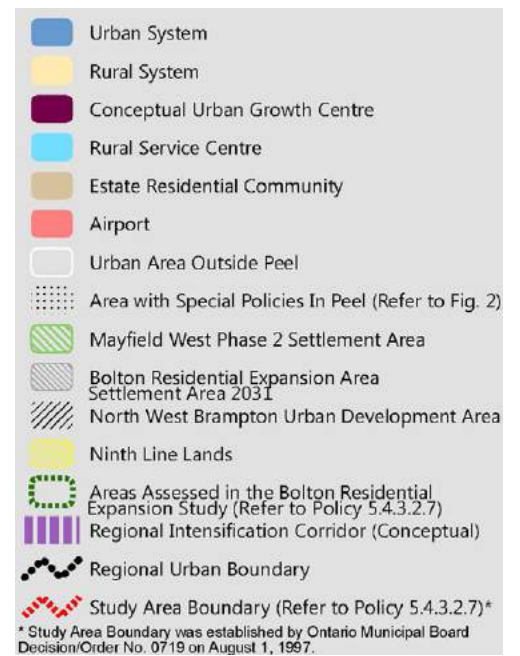 Urban System
Rural System
Conceptual Urban Growth Centre
Rural Service Centre
Estate Residential Community
Airport
Urban Area Outside Peel
Area with Special Policies In Peel (Refer to Fig. 2)
Mayfield West Phase 2 Settlement Area
Bolton Residential Expansion Area
Settlement Area 2031
North West Brampton Urban Development Area
Ninth Line Lands
Areas Assessed in the Bolton Residential
Expansion Study (Refer to Policy 5.4.3.2.7)
Regional Intensification Corridor (Conceptual)
Regional Urban Boundary
Study Area Boundary (Refer to Policy 5.4.3.2.7)*
* Study Area Boundary was established by Ontario Municipal Board
Decision/Order No. 0719 on August 1, 1997.